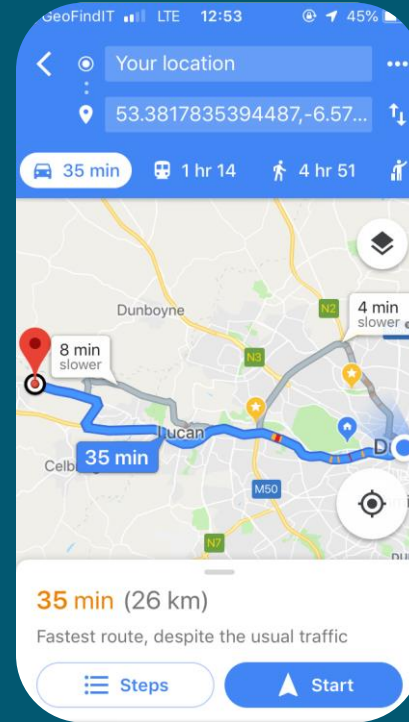 GeoFindIT LTE 12:53 45%
Your location
53.3817835394487,-6.57...
35 min 1 hr 14 4 hr 51
Dunboyne
N2
4 min
slower
8 min
slower
N3
Lucan
35 min
Celb
M50
N7
35 min (26 km)
Fastest route, despite the usual traffic
Steps Start